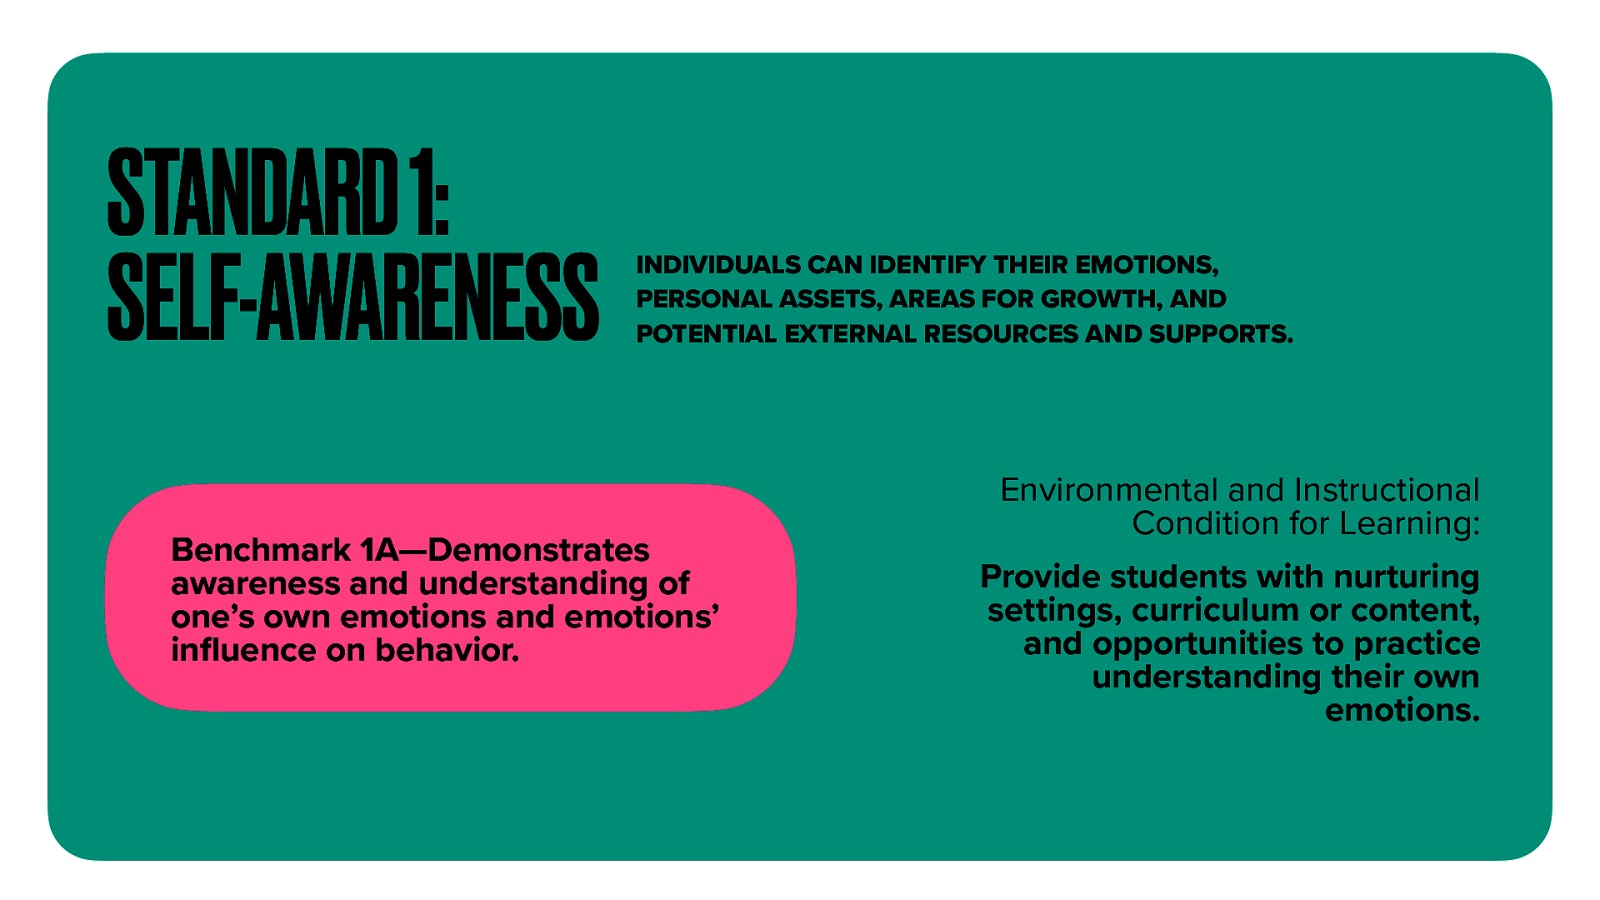 STANDARD 1:
SELF-AWARENESS
INDIVIDUALS CAN IDENTIFY THEIR EMOTIONS,
PERSONAL ASSETS, AREAS FOR GROWTH, AND
POTENTIAL EXTERNAL RESOURCES AND SUPPORTS.
Benchmark 1A—Demonstrates
awareness and understanding of
one’s own emotions and emotions’
influence on behavior.
Environmental and Instructional
Condition for Learning:
Provide students with nurturing
settings, curriculum or content,
and opportunities to practice
understanding their own
emotions.